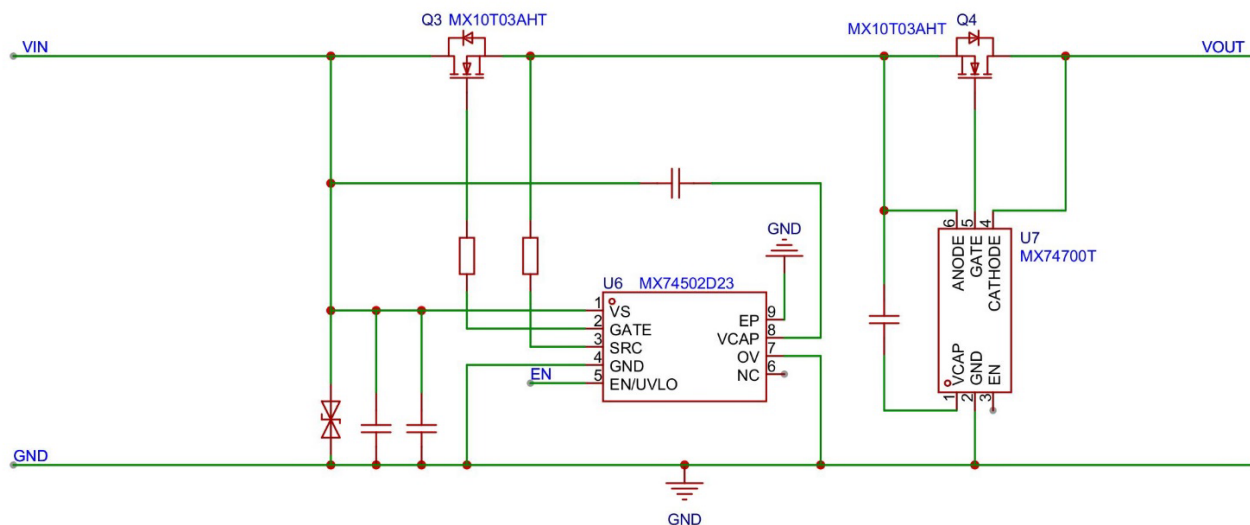 Q3 MX10T03AHT
Q4
MX10T03AHT
VIN
VOUT
GND
U6 MX74502D23
1 VS
2 GATE
3 SRC
4 GND
5 EN/UVLO
EN
EP 9
VCAP 8
OV 7
NC 6
U7
MX74700T
6 ANODE
5 GATE
4 CATHODE
1 VCAP
2 GND
3 EN
GND
GND